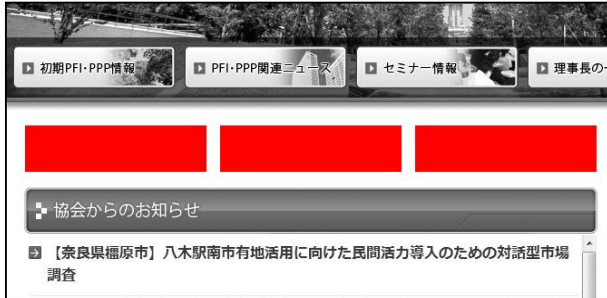 初期PFI・PPP情報
PFI・PPP関連ニュース
セミナー情報
理事長の
協会からのお知らせ
【奈良県橿原市】八木駅南市有地活用に向けた民間活力導入のための対話型市場
調査